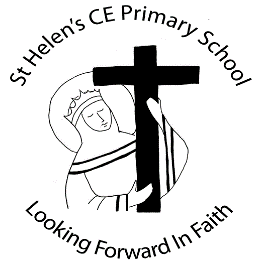 St Helen's CE Primary School
Looking Forward In Faith